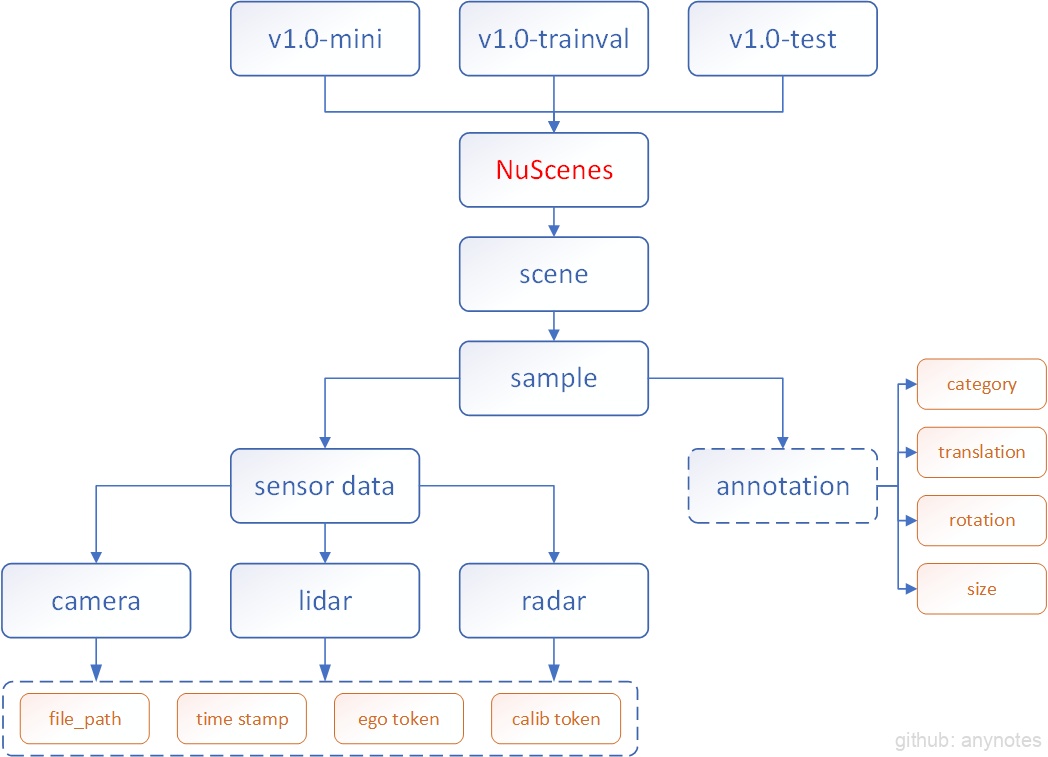 v1.0-mini
v1.0-trainval
v1.0-test
NuScenes
scene
sample
category
translation
rotation
size
sensor data
annotation
camera
lidar
radar
file_path
time stamp
ego token
calib token
github: anynotes